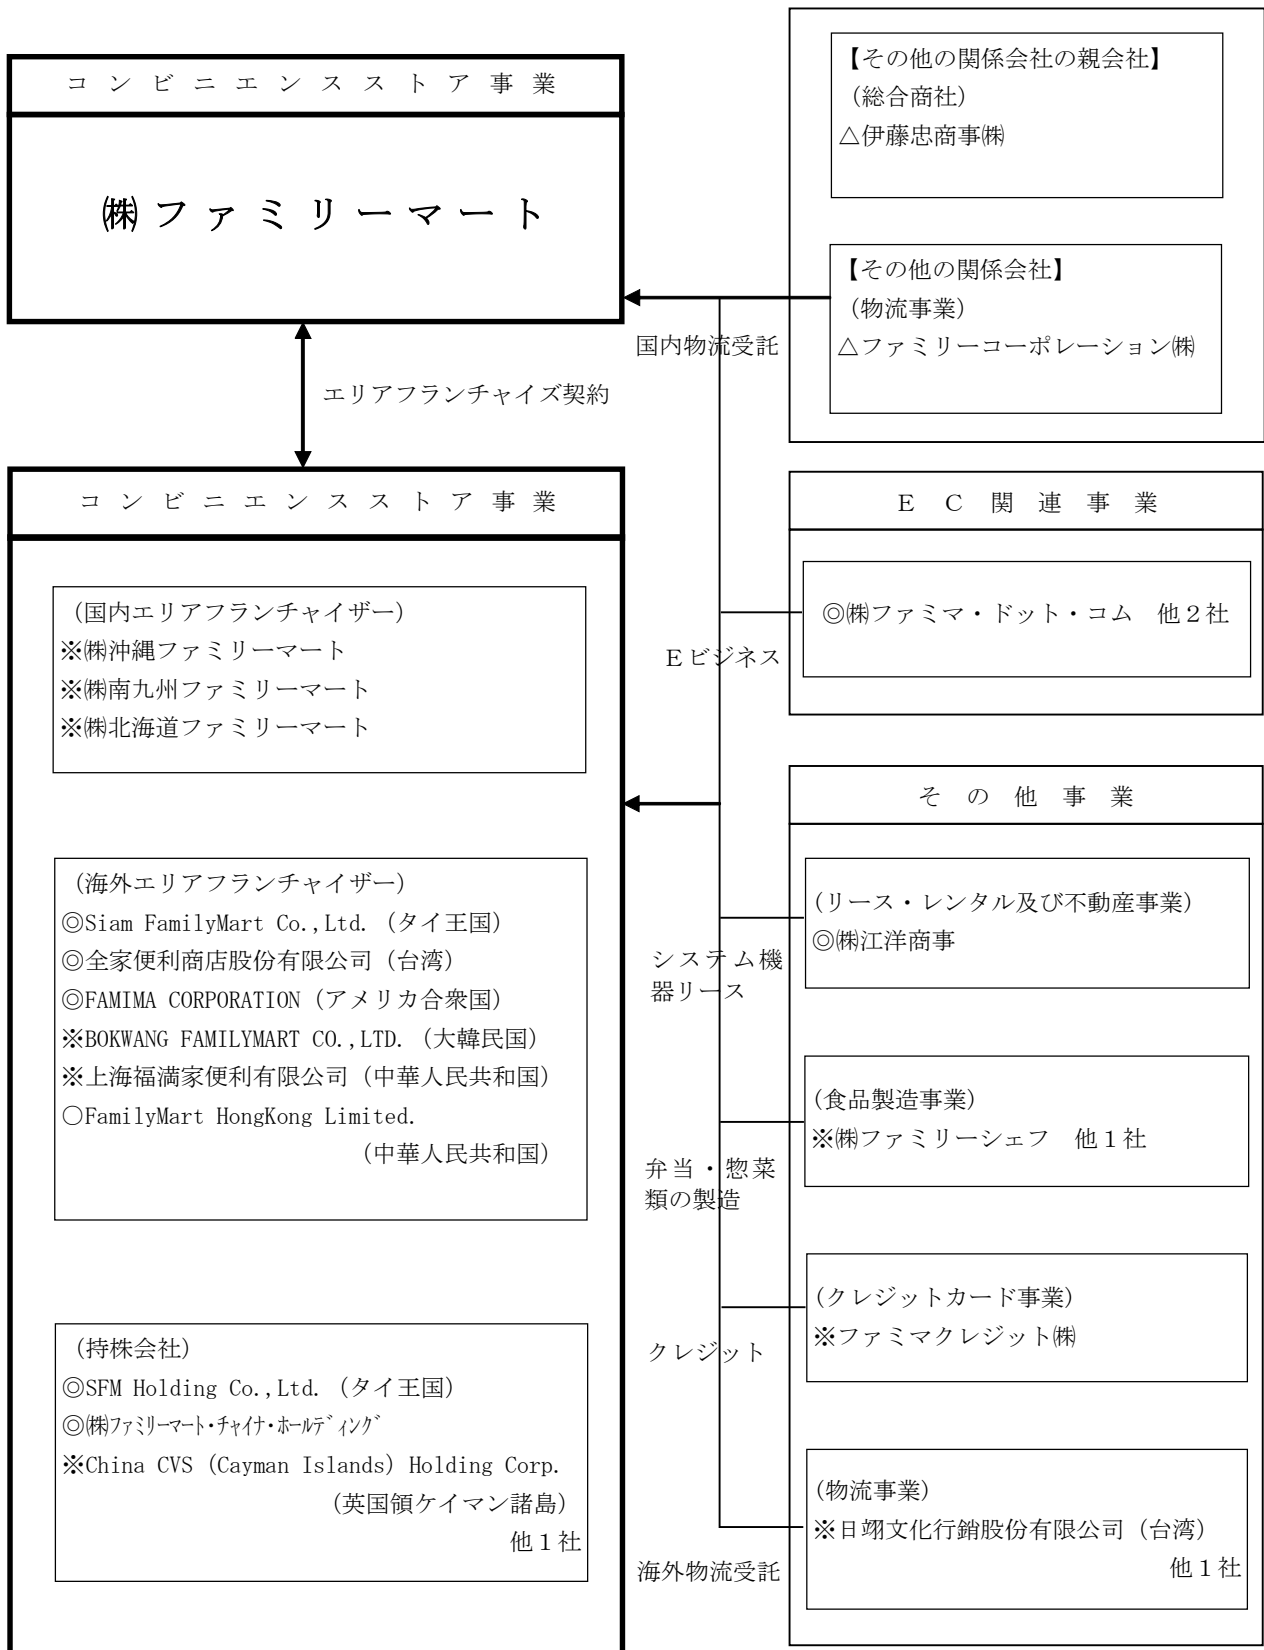 コンビニエンスストア事業
㈱ファミリーマート
エリアフランチャイズ契約
【その他の関係会社の親会社】
（総合商社）
△伊藤忠商事㈱
【その他の関係会社】
（物流事業）
△ファミリーコーポレーション㈱
国内物流受託
コンビニエンスストア事業
（国内エリアフランチャイザー）
※㈱沖縄ファミリーマート
※㈱南九州ファミリーマート
※㈱北海道ファミリーマート
（海外エリアフランチャイザー）
◎Siam FamilyMart Co.,Ltd.（タイ王国）
◎全家便利商店股份有限公司（台湾）
◎FAMIMA CORPORATION（アメリカ合衆国）
※BOKWANG FAMILYMART CO.,LTD.（大韓民国）
※上海福満家便利有限公司（中華人民共和国）
○FamilyMart HongKong Limited.
（中華人民共和国）
（持株会社）
◎SFM Holding Co.,Ltd.（タイ王国）
◎㈱ﾌｧﾐﾘｰﾏｰﾄ･ﾁｬｲﾅ･ﾎｰﾙﾃﾞｨﾝｸﾞ
※China CVS (Cayman Islands) Holding Corp.
（英国領ケイマン諸島）
他１社
ＥＣ関連事業
◎㈱ファミマ・ドット・コム　他２社
Ｅビジネス
その他事業
（リース・レンタル及び不動産事業）
◎㈱江洋商事
システム機
器リース
（食品製造事業）
※㈱ファミリーシェフ　他１社
弁当・惣菜
類の製造
（クレジットカード事業）
※ファミマクレジット㈱
クレジット
（物流事業）
※日翊文化行銷股份有限公司（台湾）
他１社
海外物流受託